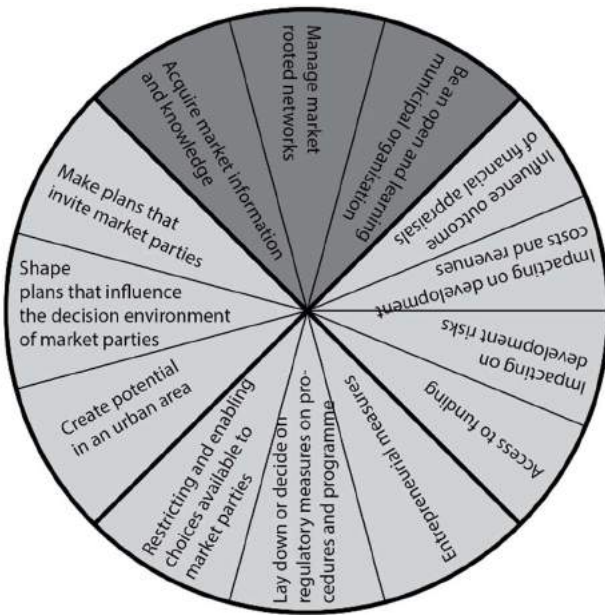 Acquire market information
and knowledge
Manage market
rooted networks
Be an open and learning
municipal organisation
Influence outcome
of financial appraisals
Impacting on development
costs and revenues
Impacting on
development risks
Access to funding
Entrepreneurial measures
Lay down or decide on
regulatory measures on pro-
cedures and programme
Restricting and enabling
choices available to
market parties
Create potential
in an urban area
Shape
plans that influence
the decision environment
of market parties
Make plans that
invite market parties